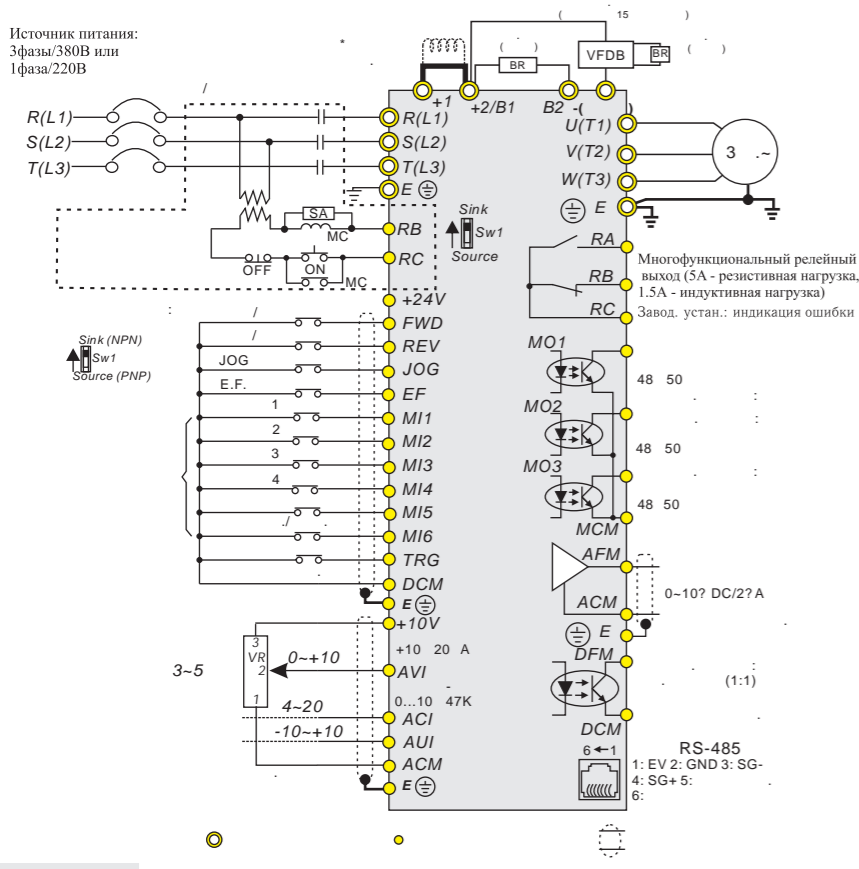 Источник питания:
3фазы/380В или
1фаза/220В
*
( 15 )
( )
BR
VFDB
BR
( )
/
+1
+2/B1
B2
-( )
R(L1)
S(L2)
T(L3)
R(L1)
S(L2)
T(L3)
E
U(T1)
V(T2)
W(T3)
E
3 ~
SA
MC
OFF
ON
MC
RB
RC
Sink
Sw1
Source
RA
RB
RC
Многофункциональный релейный
выход (5А - резистивная нагрузка,
1.5А - индуктивная нагрузка)
Завод. устан.: индикация ошибки
+24V
:
/
FWD
/
REV
JOG
JOG
E.F.
EF
1
MI1
2
MI2
3
MI3
4
MI4
MI5
./ .
MI6
TRG
DCM
E
Sink (NPN)
Sw1
Source (PNP)
MO1
48 50
. :
MO2
. :
48 50
MO3
. :
48 50
MCM
AFM
ACM
0~10? DC/2? A
E
+10V
+10 20 A
3
VR
2
1
3~5
0~+10
AVI
-
0...10 47K
4~20
ACI
-10~+10
AUI
ACM
E
DFM
:
(1:1)
DCM
6←1
RS-485
1: EV 2: GND 3: SG-
4: SG+ 5: .
6: